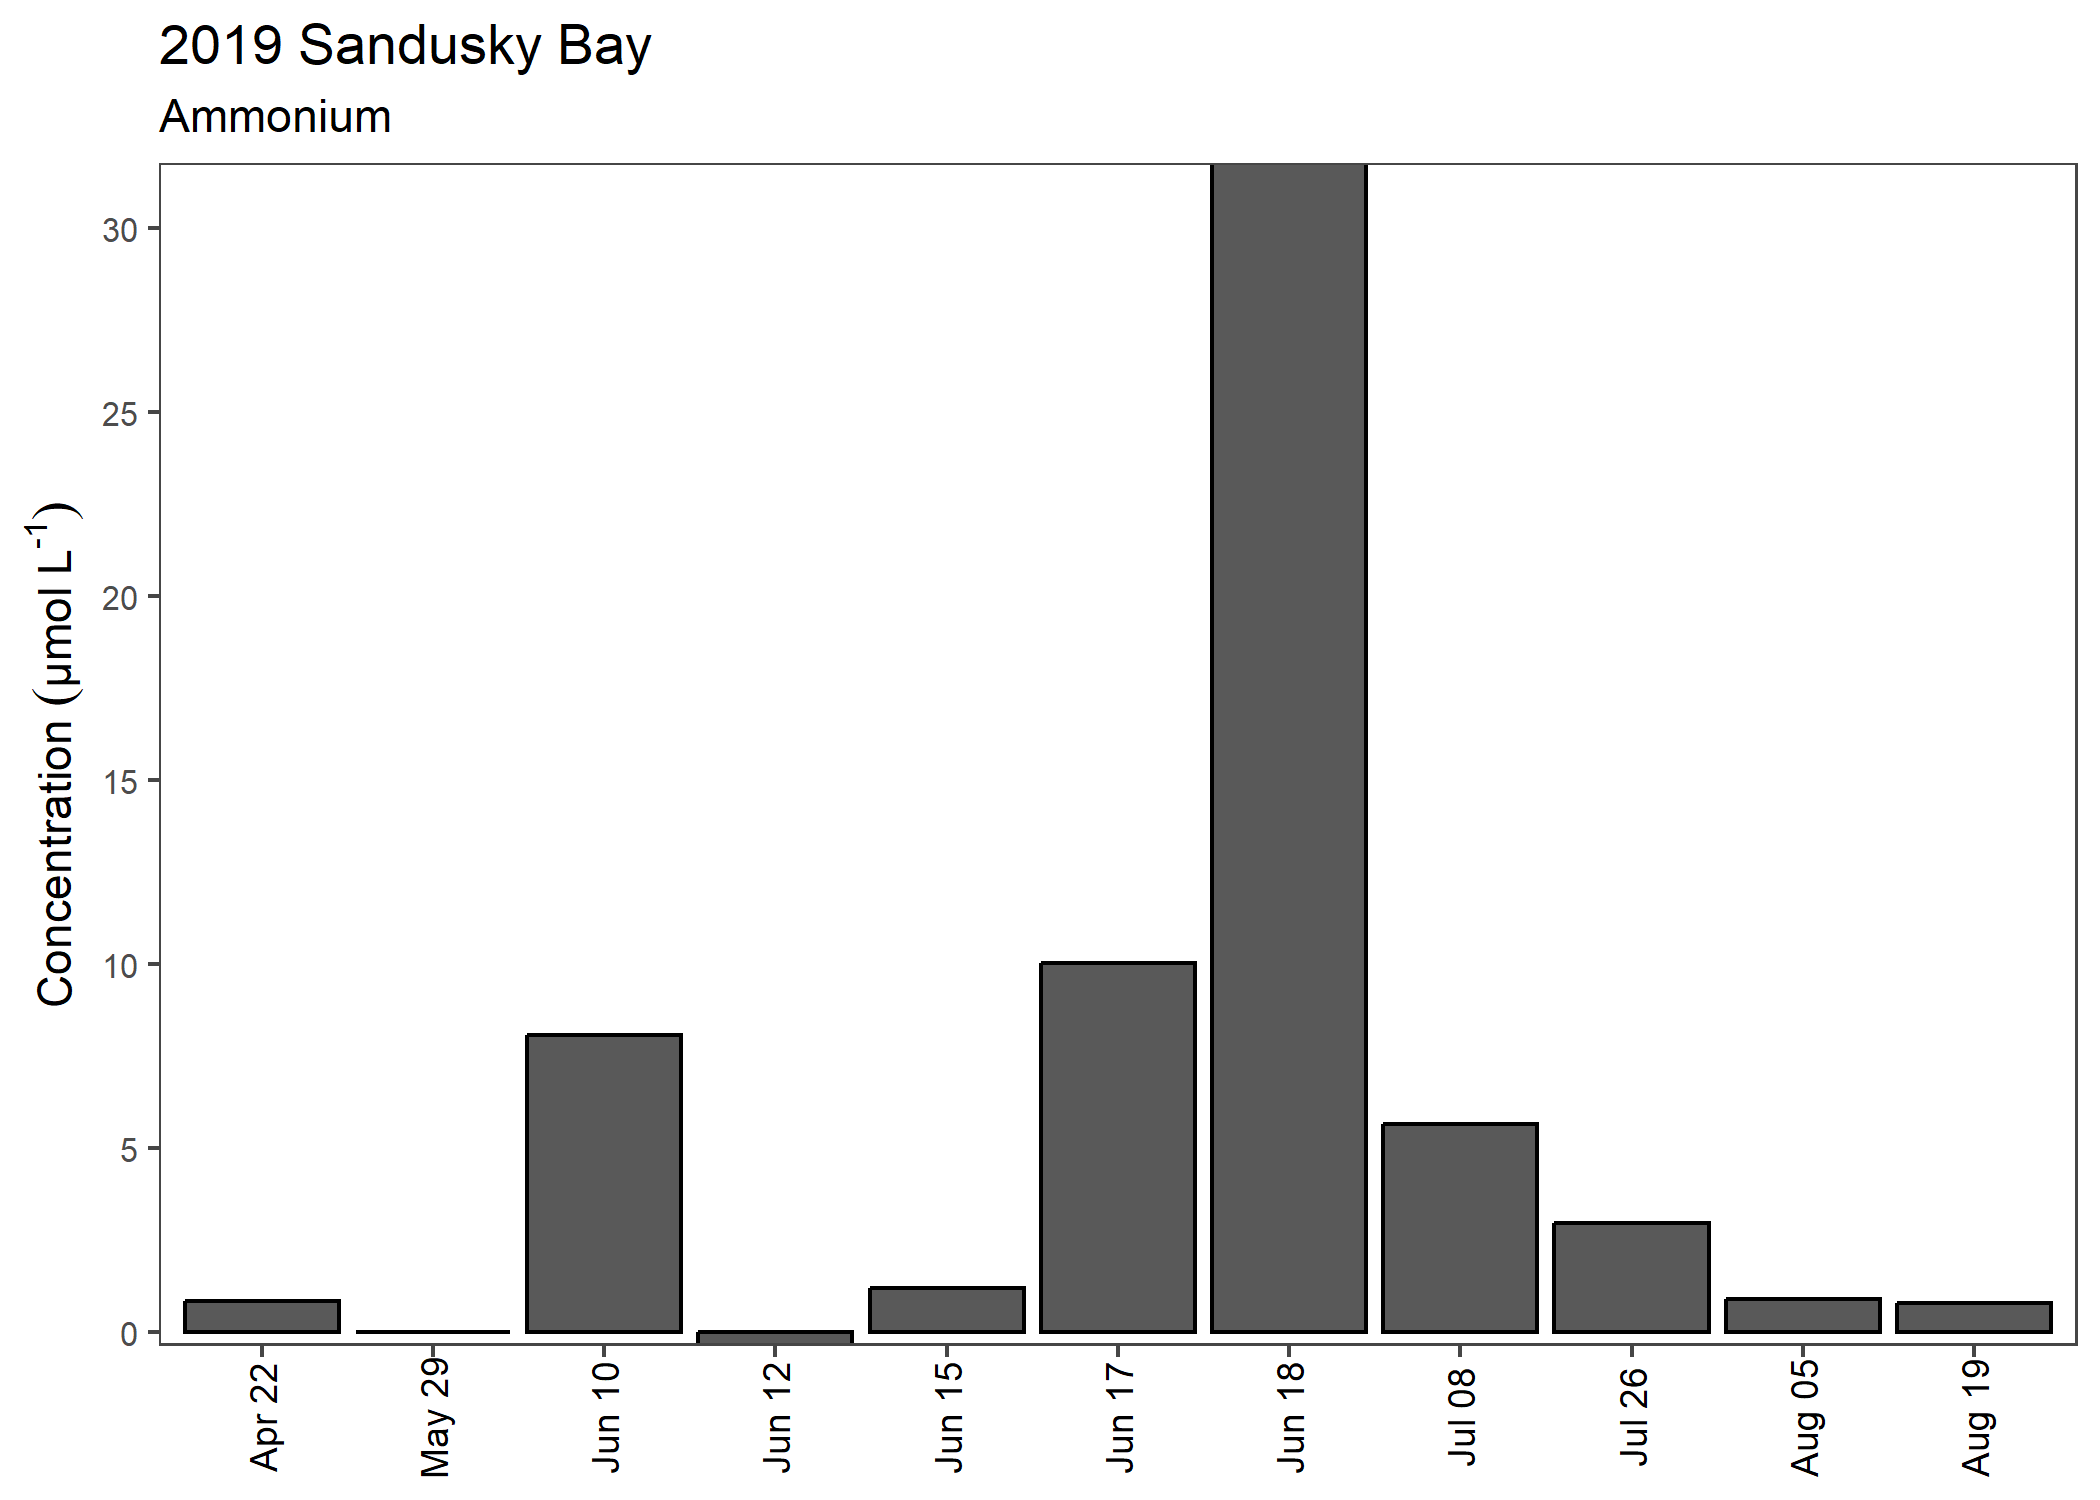 2019 Sandusky Bay
Ammonium
Concentration (µmol L⁻¹)
30
25
20
15
10
5
0
Apr 22
May 29
Jun 10
Jun 12
Jun 15
Jun 17
Jun 18
Jul 08
Jul 26
Aug 05
Aug 19